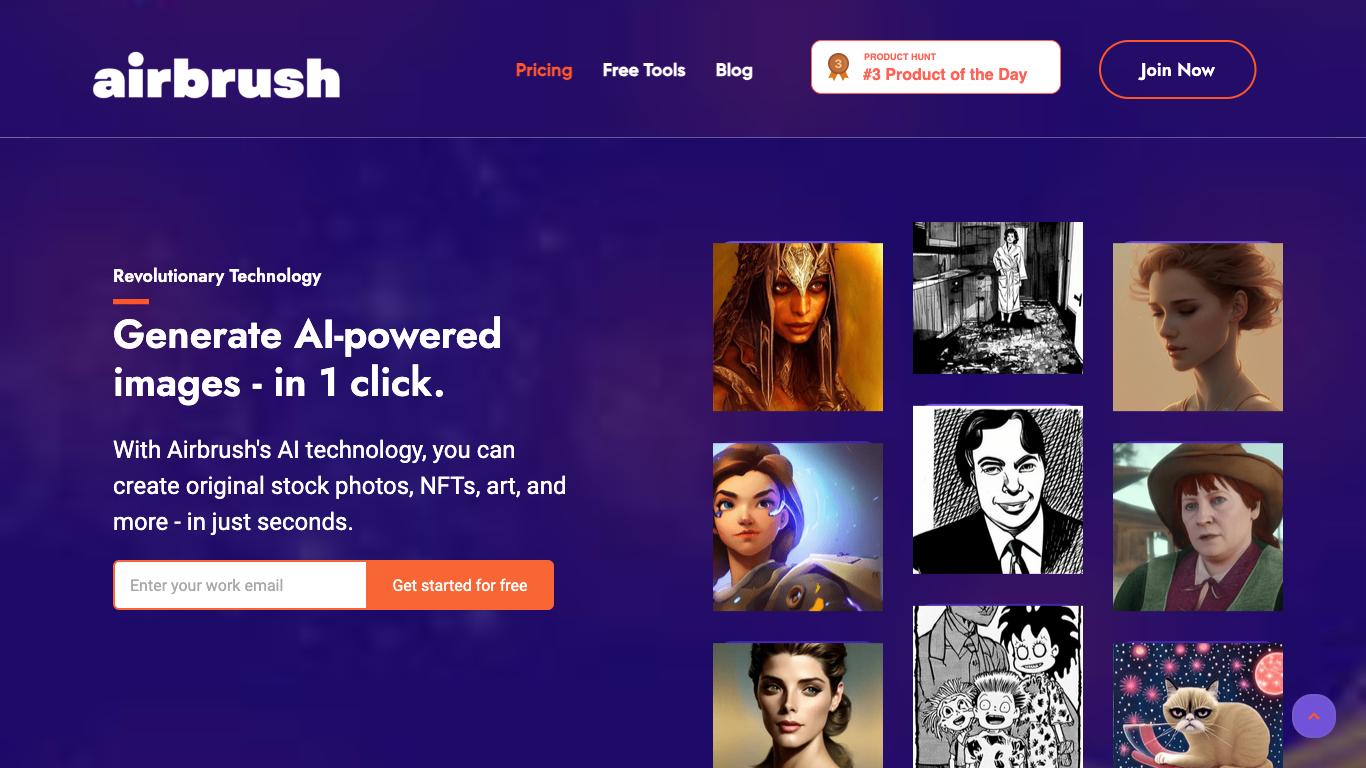 airbrush
Pricing
Free Tools
Blog
3
PRODUCT HUNT
#3 Product of the Day
Join Now
Revolutionary Technology
Generate AI-powered
images - in 1 click.
With Airbrush's AI technology, you can
create original stock photos, NFTs, art, and
more - in just seconds.
Enter your work email
Get started for free